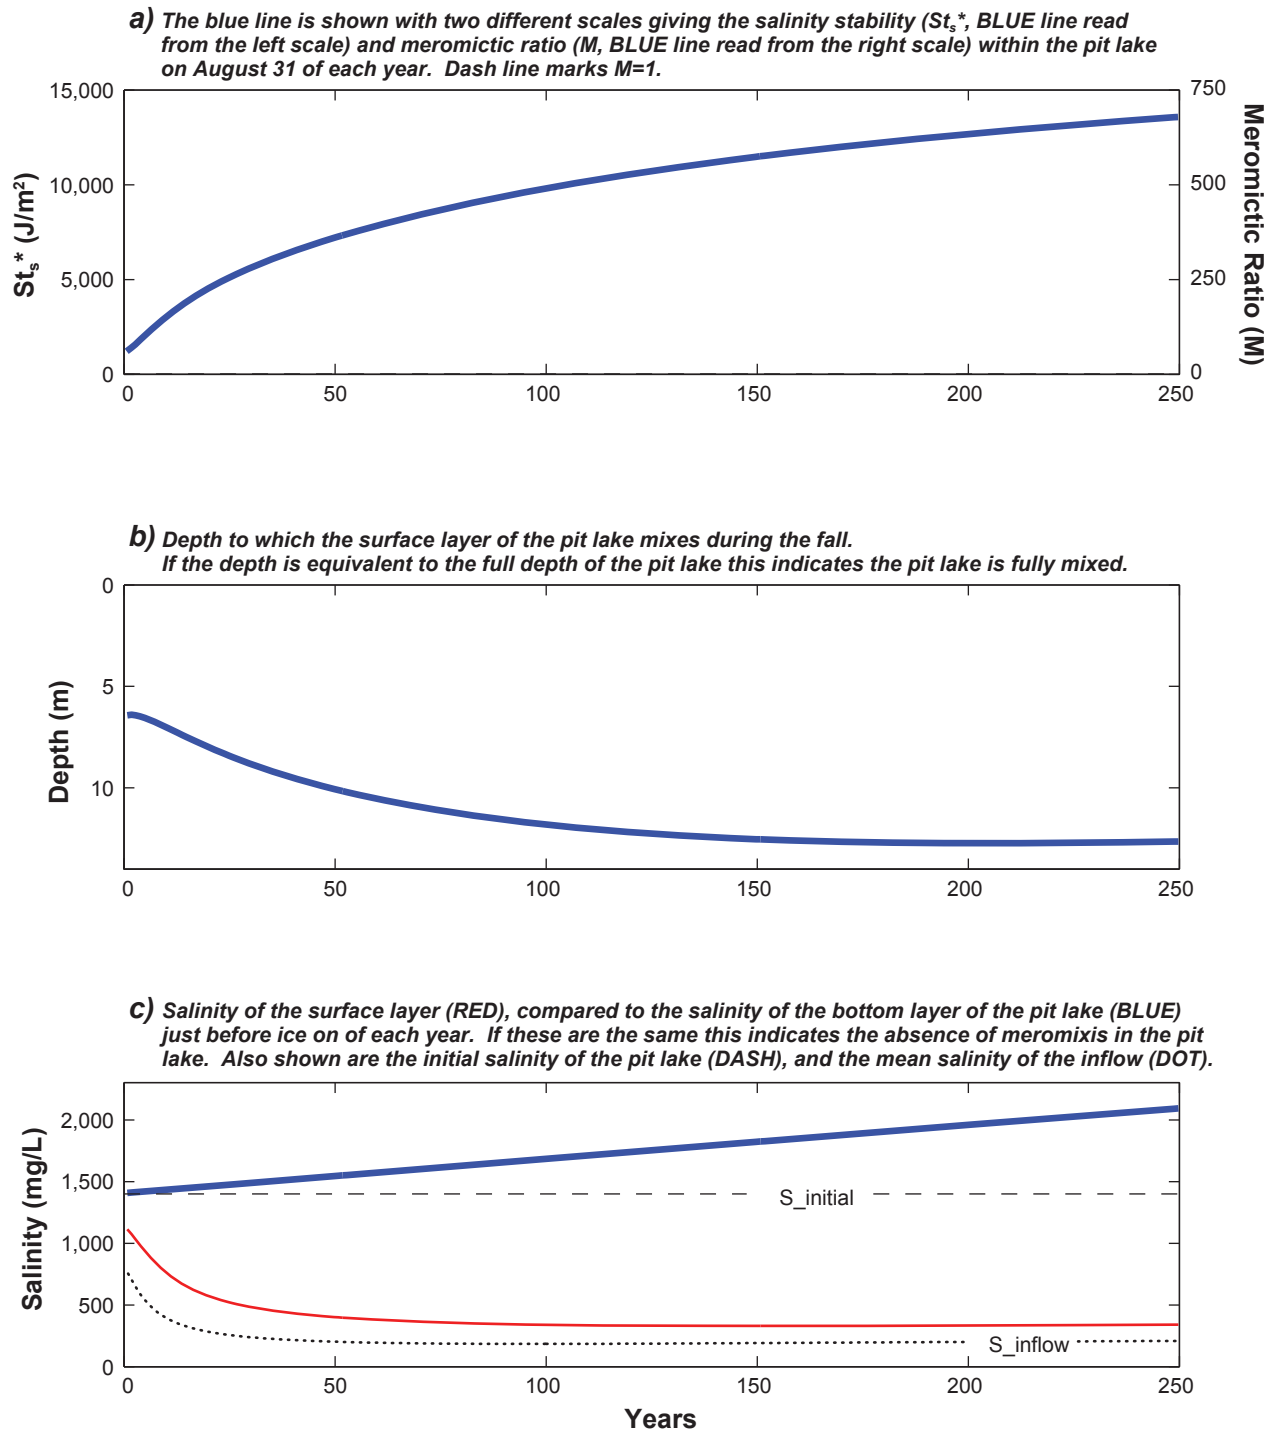 a) The blue line is shown with two different scales giving the salinity stability (Sts*, BLUE line read
from the left scale) and meromictic ratio (M, BLUE line read from the right scale) within the pit lake
on August 31 of each year. Dash line marks M=1.
15,000
10,000
5,000
0
Sts* (J/m²)
750
500
250
0
Meromictic Ratio (M)
0 50 100 150 200 250
b) Depth to which the surface layer of the pit lake mixes during the fall.
If the depth is equivalent to the full depth of the pit lake this indicates the pit lake is fully mixed.
0
5
10
Depth (m)
0 50 100 150 200 250
c) Salinity of the surface layer (RED), compared to the salinity of the bottom layer of the pit lake (BLUE)
just before ice on of each year. If these are the same this indicates the absence of meromixis in the pit
lake. Also shown are the initial salinity of the pit lake (DASH), and the mean salinity of the inflow (DOT).
2,000
1,500
1,000
500
0
Salinity (mg/L)
S_initial
S_inflow
0 50 100 150 200 250
Years